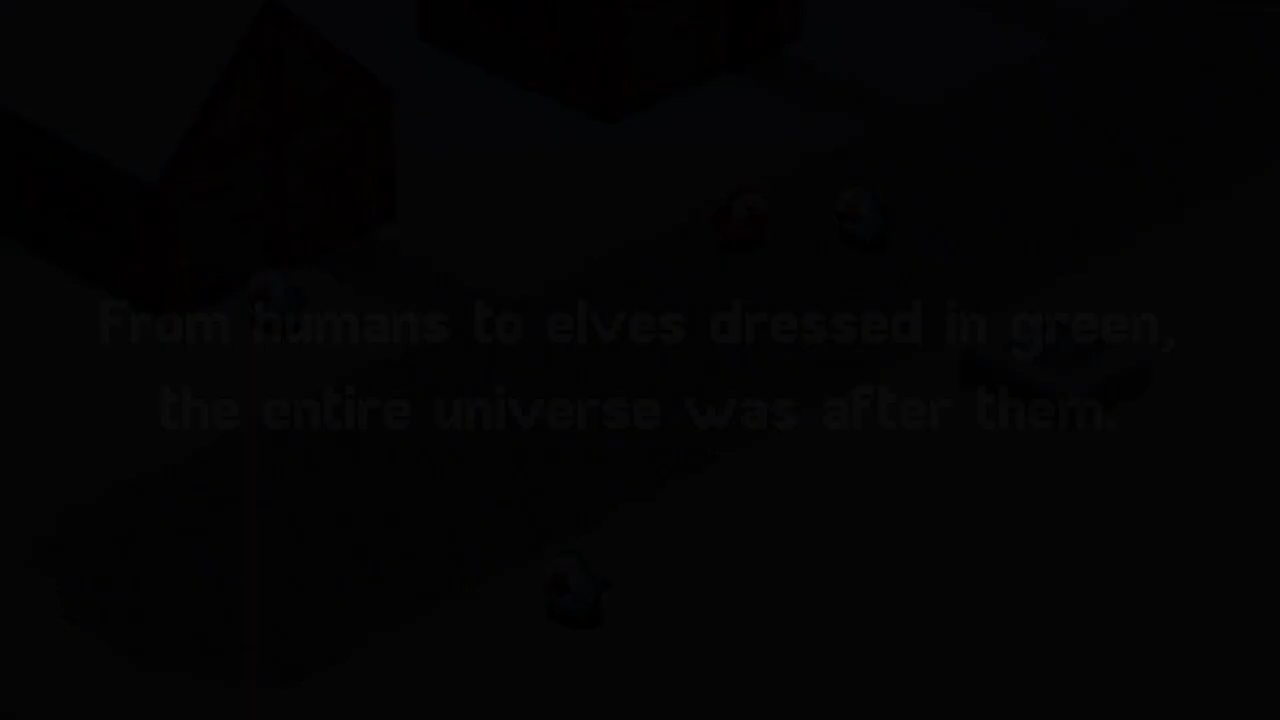 From humans to elves dressed in green,
the entire universe was after them.